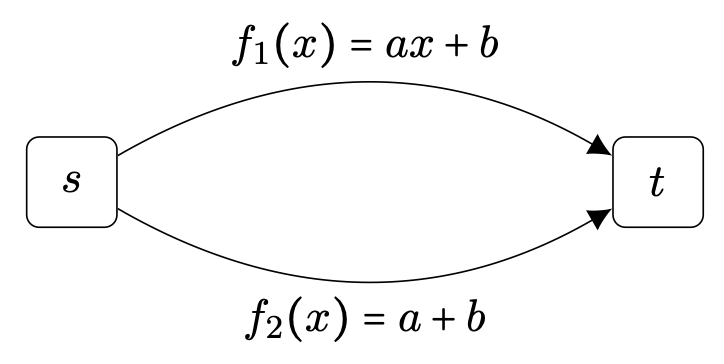 f₁(x) = ax + b
s
t
f₂(x) = a + b